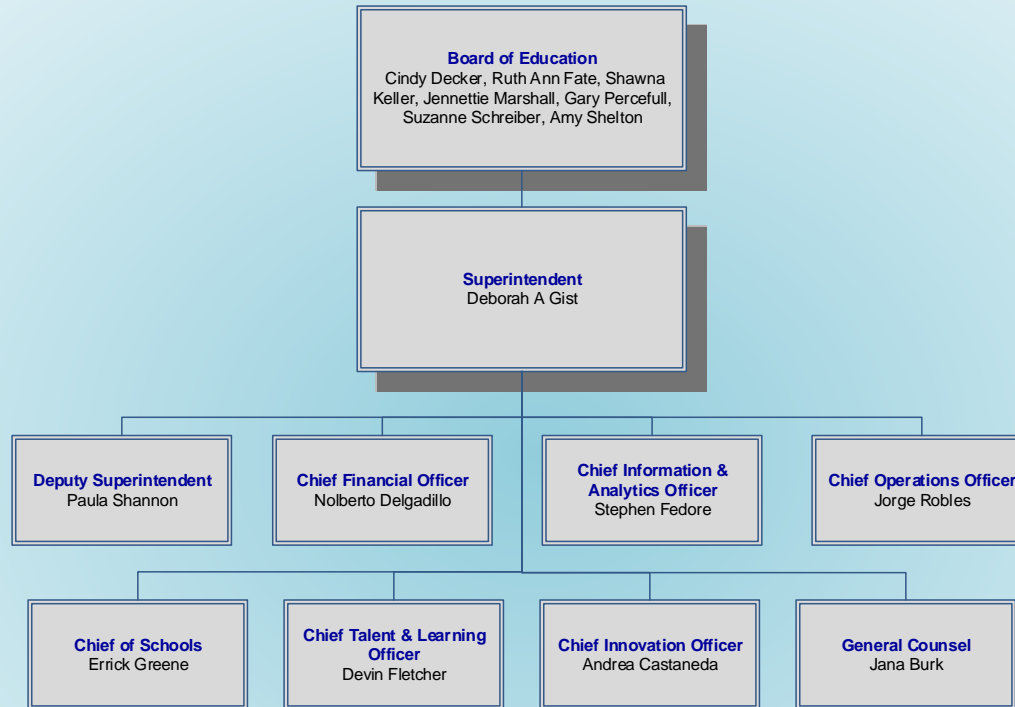 Board of Education
Cindy Decker, Ruth Ann Fate, Shawna
Keller, Jennettie Marshall, Gary Percefull,
Suzanne Schreiber, Amy Shelton
Superintendent
Deborah A Gist
Deputy Superintendent
Paula Shannon
Chief Financial Officer
Nolberto Delgadillo
Chief Information &
Analytics Officer
Stephen Fedore
Chief Operations Officer
Jorge Robles
Chief of Schools
Errick Greene
Chief Talent & Learning
Officer
Devin Fletcher
Chief Innovation Officer
Andrea Castaneda
General Counsel
Jana Burk